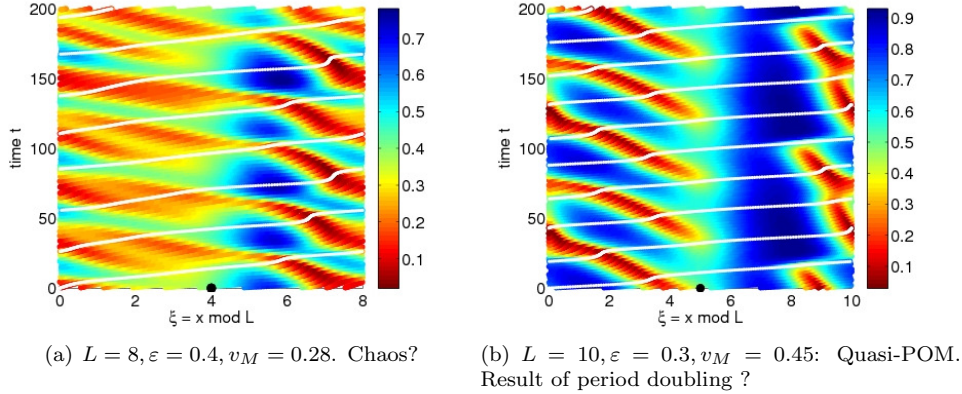 200
150
100
50
0
time t
0 2 4 6 8
ξ = x mod L
0.7
0.6
0.5
0.4
0.3
0.2
0.1
200
150
100
50
0
time t
0 2 4 6 8 10
ξ = x mod L
0.9
0.8
0.7
0.6
0.5
0.4
0.3
0.2
0.1
(a) L = 8, ε = 0.4, v_M = 0.28. Chaos?
(b) L = 10, ε = 0.3, v_M = 0.45: Quasi-POM.
Result of period doubling ?